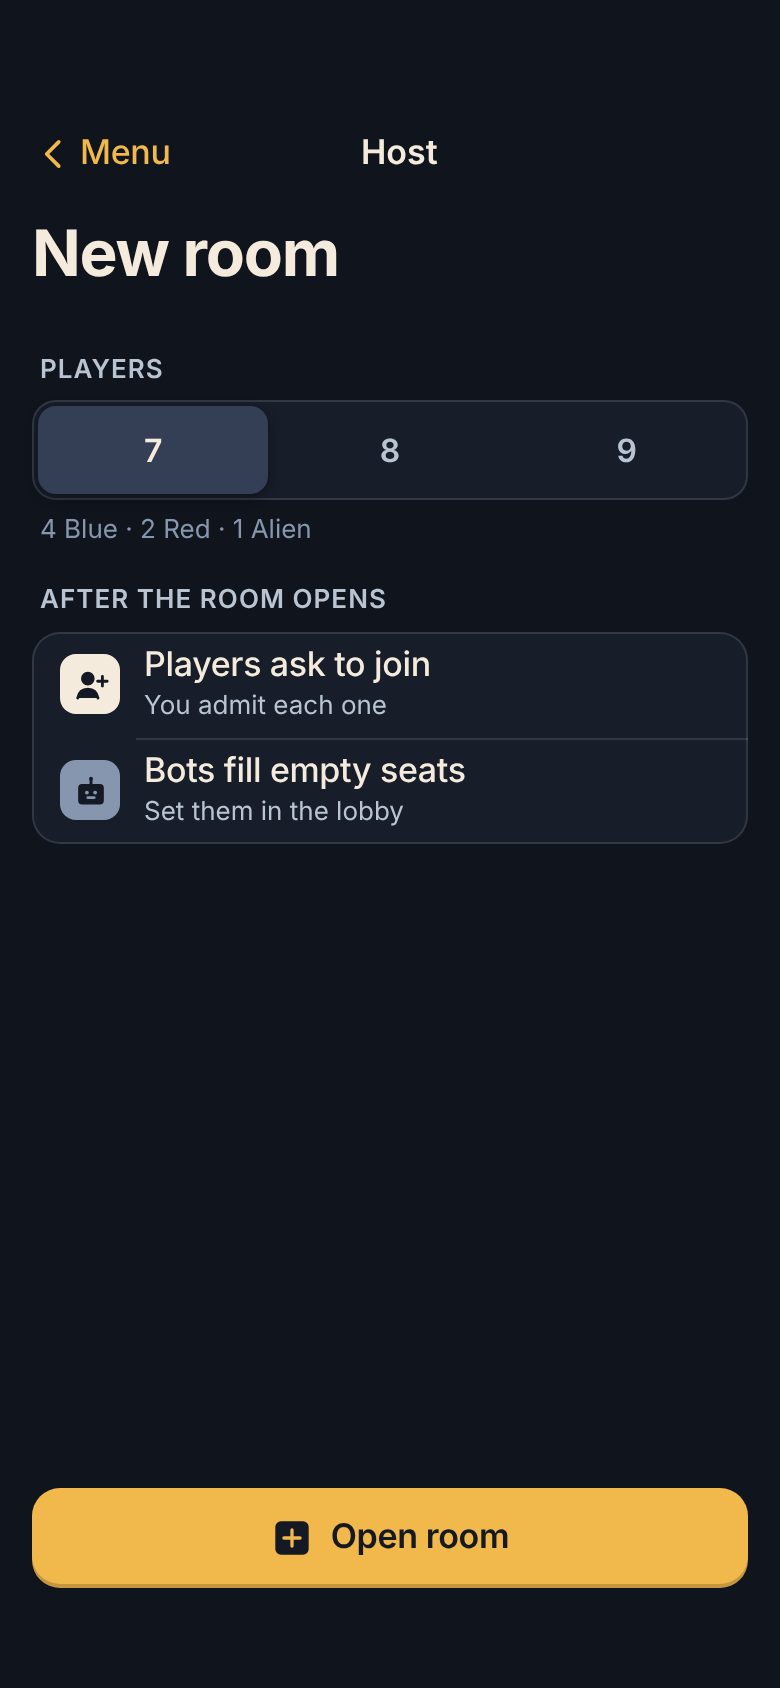 Menu
Host
New room
PLAYERS
7 8 9
4 Blue · 2 Red · 1 Alien
AFTER THE ROOM OPENS
Players ask to join
You admit each one
Bots fill empty seats
Set them in the lobby
Open room